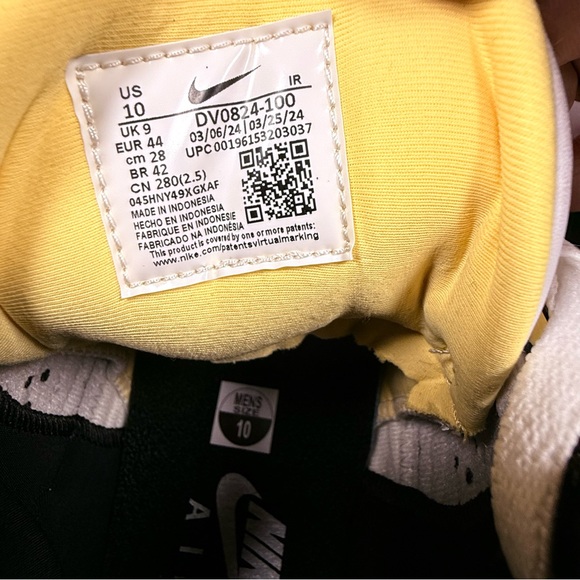 US
10
IR
DV0824-100
UK 9
03/06/24 | 03/25/24
EUR 44
UPC 00196153203037
cm 28
BR 42
CN 280(2.5)
045HNY49XGXAF
MADE IN INDONESIA
HECHO EN INDONESIA
FABRIQUE EN INDONESIE
FABRICADO NA INDONÉSIA
This product is covered by one or more patents:
www.nike.com/patentsvirtualmarking
MENS
SIZE
10
NIKE
AIR